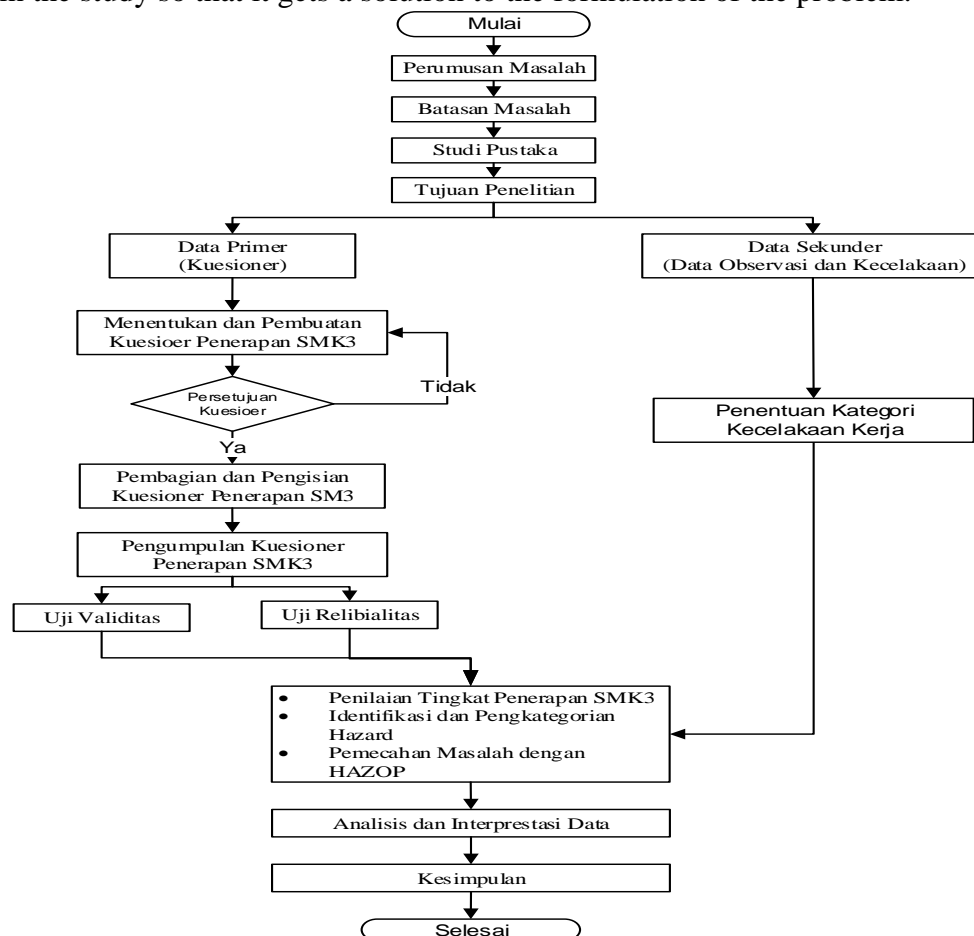 in the study so that it gets a solution to the formulation of the problem.
Mulai
Perumusan Masalah
Batasan Masalah
Studi Pustaka
Tujuan Penelitian
Data Primer
(Kuesioner)
Data Sekunder
(Data Observasi dan Kecelakaan)
Menentukan dan Pembuatan
Kuesioer Penerapan SMK3
Tidak
Persetujuan
Kuesioer
Ya
Penentuan Kategori
Kecelakaan Kerja
Pembagian dan Pengisian
Kuesioner Penerapan SM3
Pengumpulan Kuesioner
Penerapan SMK3
Uji Validitas
Uji Relibialitas
• Penilaian Tingkat Penerapan SMK3
• Identifikasi dan Pengkategorian
Hazard
• Pemecahan Masalah dengan
HAZOP
Analisis dan Interprestasi Data
Kesimpulan
Selesai